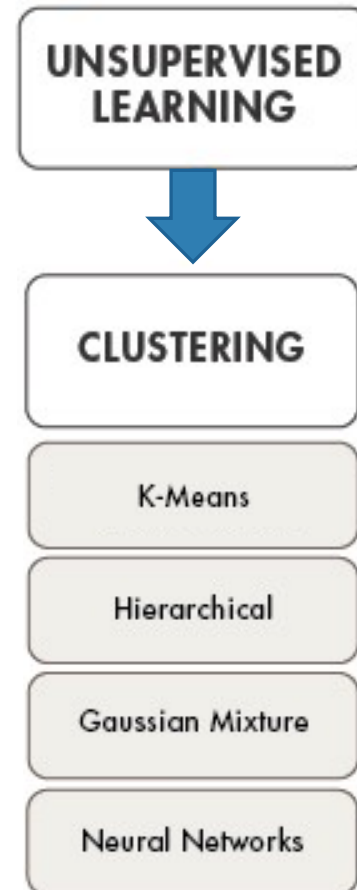 UNSUPERVISED
LEARNING
CLUSTERING
K-Means
Hierarchical
Gaussian Mixture
Neural Networks